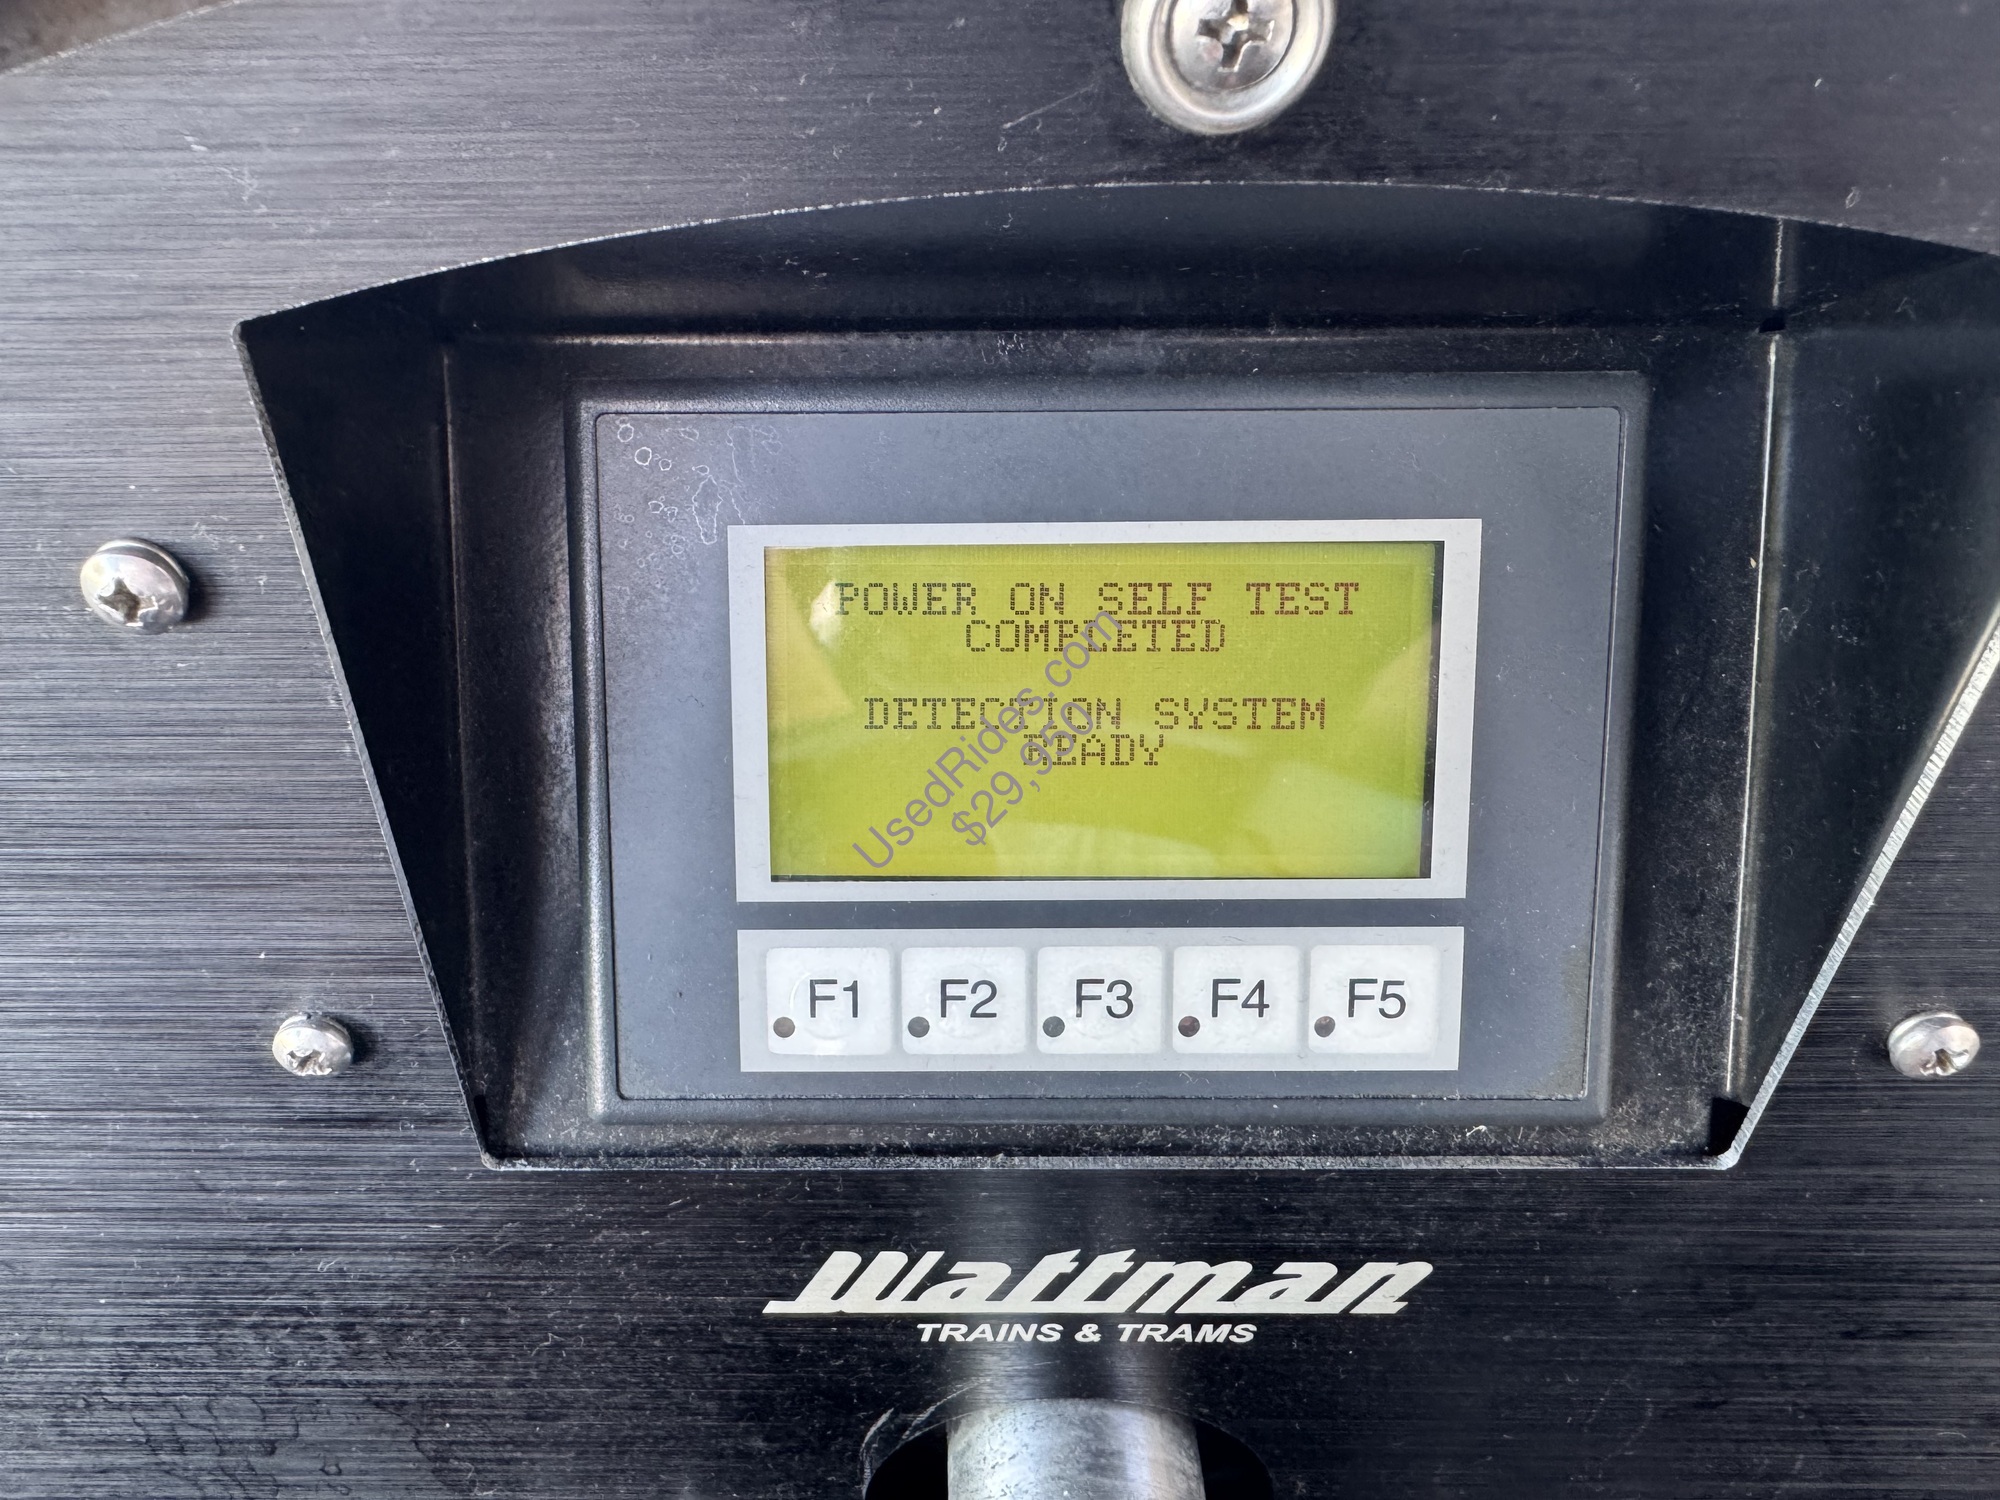 POWER ON SELF TEST
COMPLETED
DETECTION SYSTEM
READY
UsedRides.com
$29,950
F1 F2 F3 F4 F5
Wattman
TRAINS & TRAMS